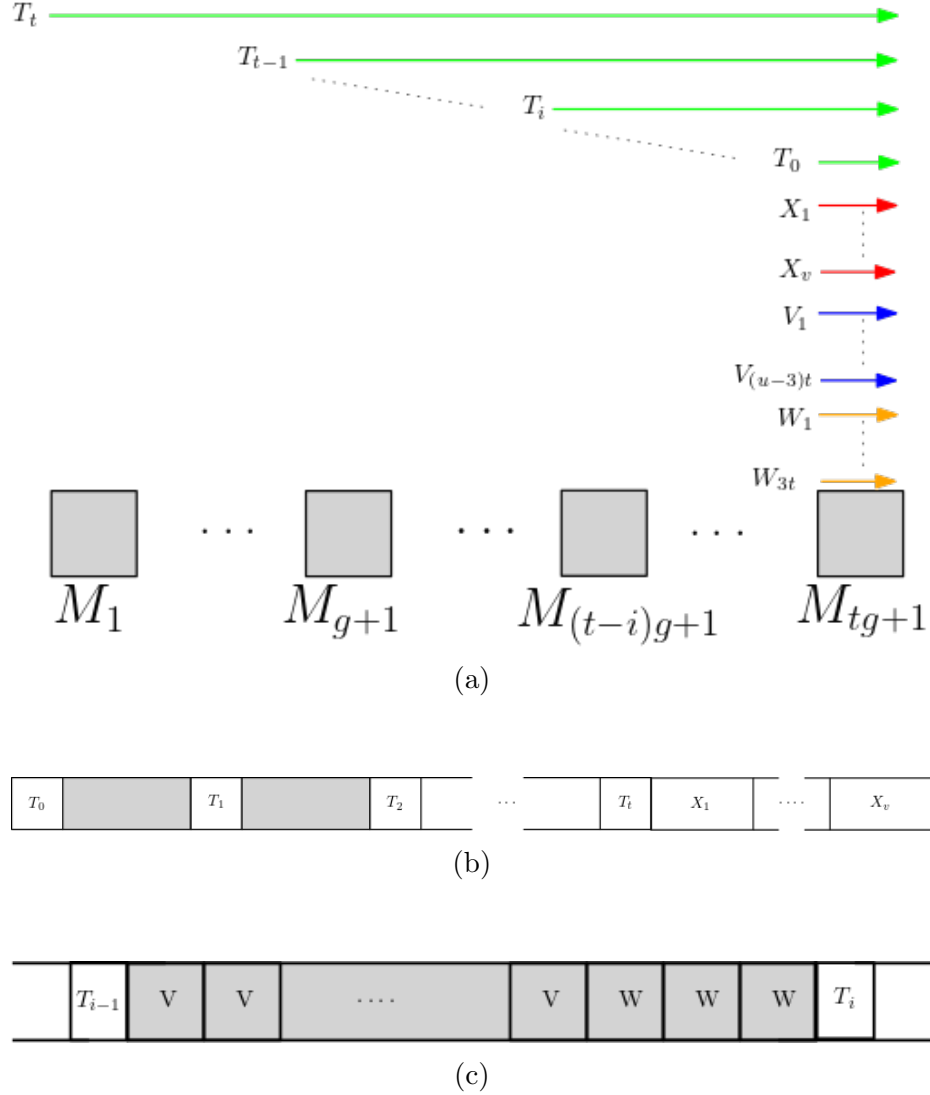 T_t
T_{t-1}
T_i
T_0
X_1
X_v
V_1
V_{(u-3)t}
W_1
W_{3t}
. . . . . . . . .
M_1 M_{g+1} M_{(t-i)g+1} M_{tg+1}
(a)
T_0 T_1 T_2 ... T_t X_1 .... X_v
(b)
T_{i-1} V V .... V W W W T_i
(c)